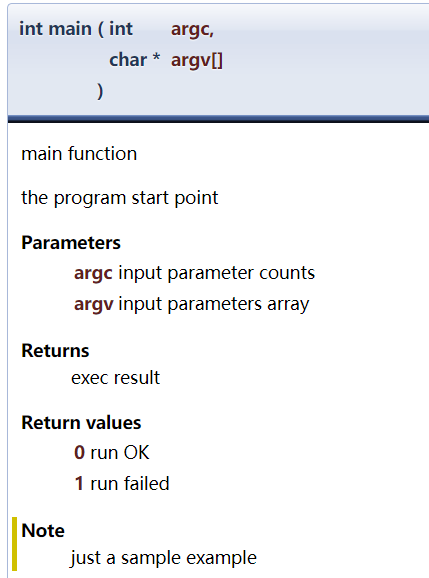 int main ( int argc,
char * argv[]
)
main function
the program start point
Parameters
argc input parameter counts
argv input parameters array
Returns
exec result
Return values
0 run OK
1 run failed
Note
just a sample example